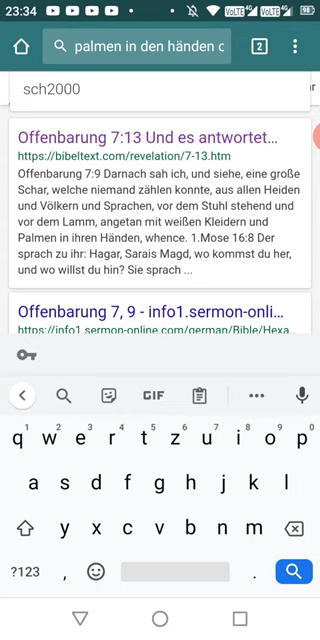 23:34
VoLTE 4G VoLTE 4G 98
palmen in den händen c
2
sch2000
Offenbarung 7:13 Und es antwortet...
https://bibeltext.com/revelation/7-13.htm
Offenbarung 7:9 Darnach sah ich, und siehe, eine große
Schar, welche niemand zählen konnte, aus allen Heiden
und Völkern und Sprachen, vor dem Stuhl stehend und
vor dem Lamm, angetan mit weißen Kleidern und
Palmen in ihren Händen, whence. 1.Mose 16:8 Der
sprach zu ihr: Hagar, Sarais Magd, wo kommst du her,
und wo willst du hin? Sie sprach ...
Offenbarung 7, 9 - info1.sermon-onli...
https://info1.sermon-online.com/german/Bible/Hexa...
GIF
1 2 3 4 5 6 7 8 9 0
q w e r t z u i o p
a s d f g h j k l
y x c v b n m
?123 , .